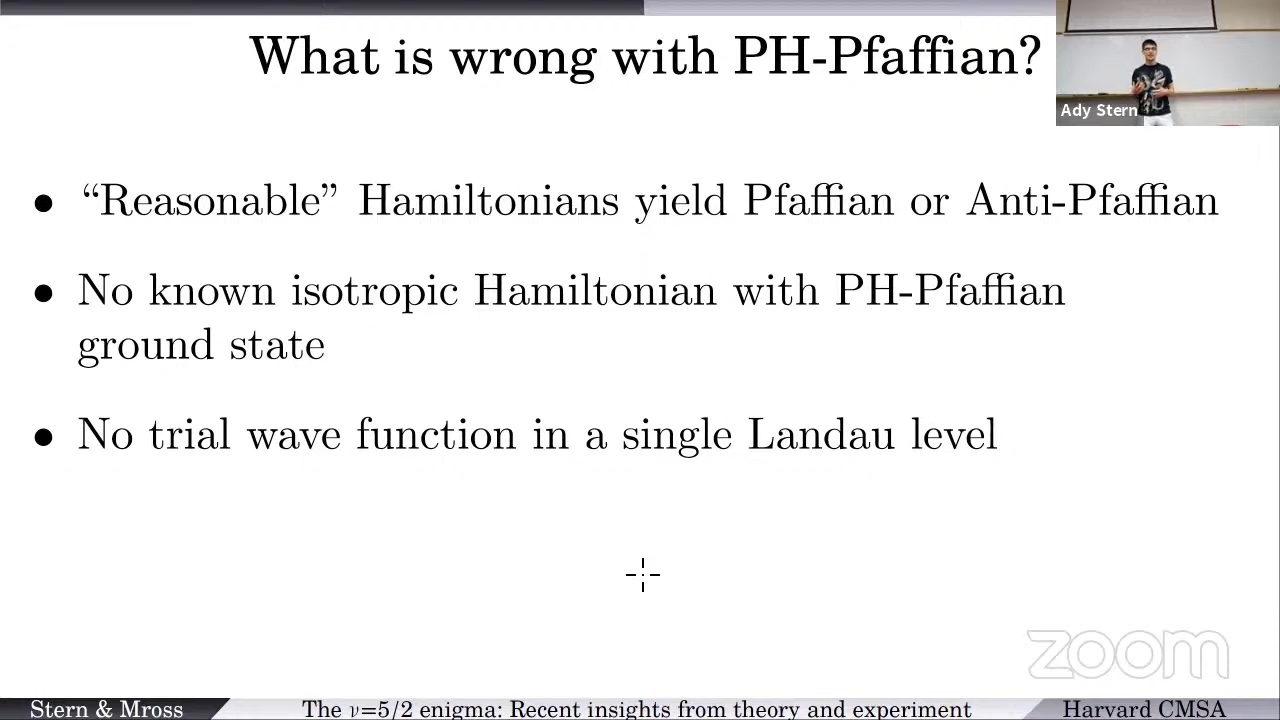 What is wrong with PH-Pfaffian?
Ady Stern
• “Reasonable” Hamiltonians yield Pfaffian or Anti-Pfaffian
• No known isotropic Hamiltonian with PH-Pfaffian
ground state
• No trial wave function in a single Landau level
zoom
Stern & Mross
The ν=5/2 enigma: Recent insights from theory and experiment
Harvard CMSA